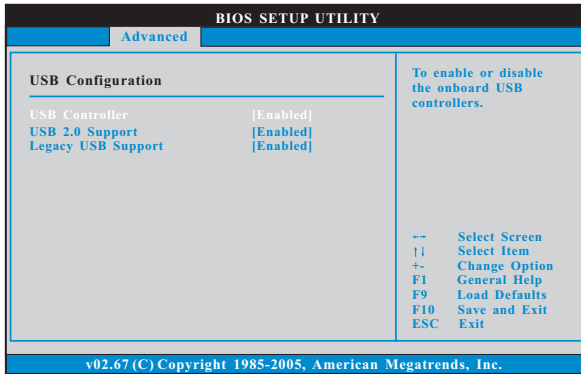 BIOS SETUP UTILITY
Advanced
USB Configuration
USB Controller [Enabled]
USB 2.0 Support [Enabled]
Legacy USB Support [Enabled]
To enable or disable
the onboard USB
controllers.
←→ Select Screen
↑↓ Select Item
+- Change Option
F1 General Help
F9 Load Defaults
F10 Save and Exit
ESC Exit
v02.67 (C) Copyright 1985-2005, American Megatrends, Inc.